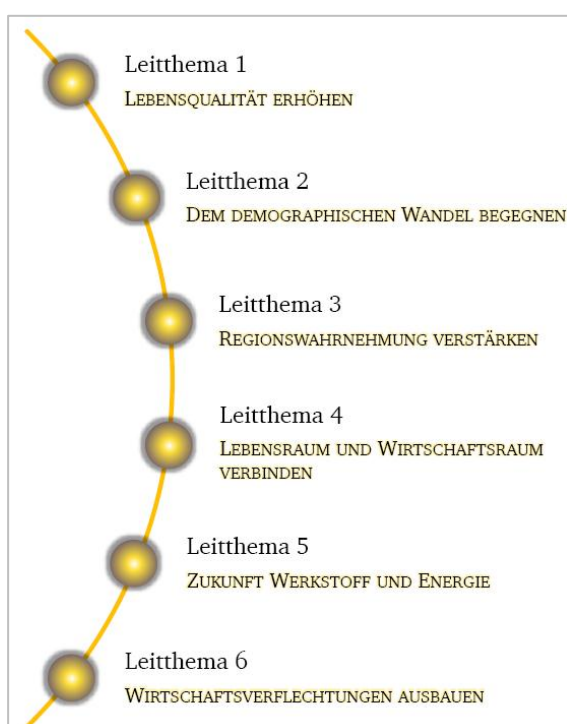 Leitthema 1
Lebensqualität erhöhen
Leitthema 2
Dem demographischen Wandel begegnen
Leitthema 3
Regionswahrnehmung verstärken
Leitthema 4
Lebensraum und Wirtschaftsraum
verbinden
Leitthema 5
Zukunft Werkstoff und Energie
Leitthema 6
Wirtschaftsverflechtungen ausbauen